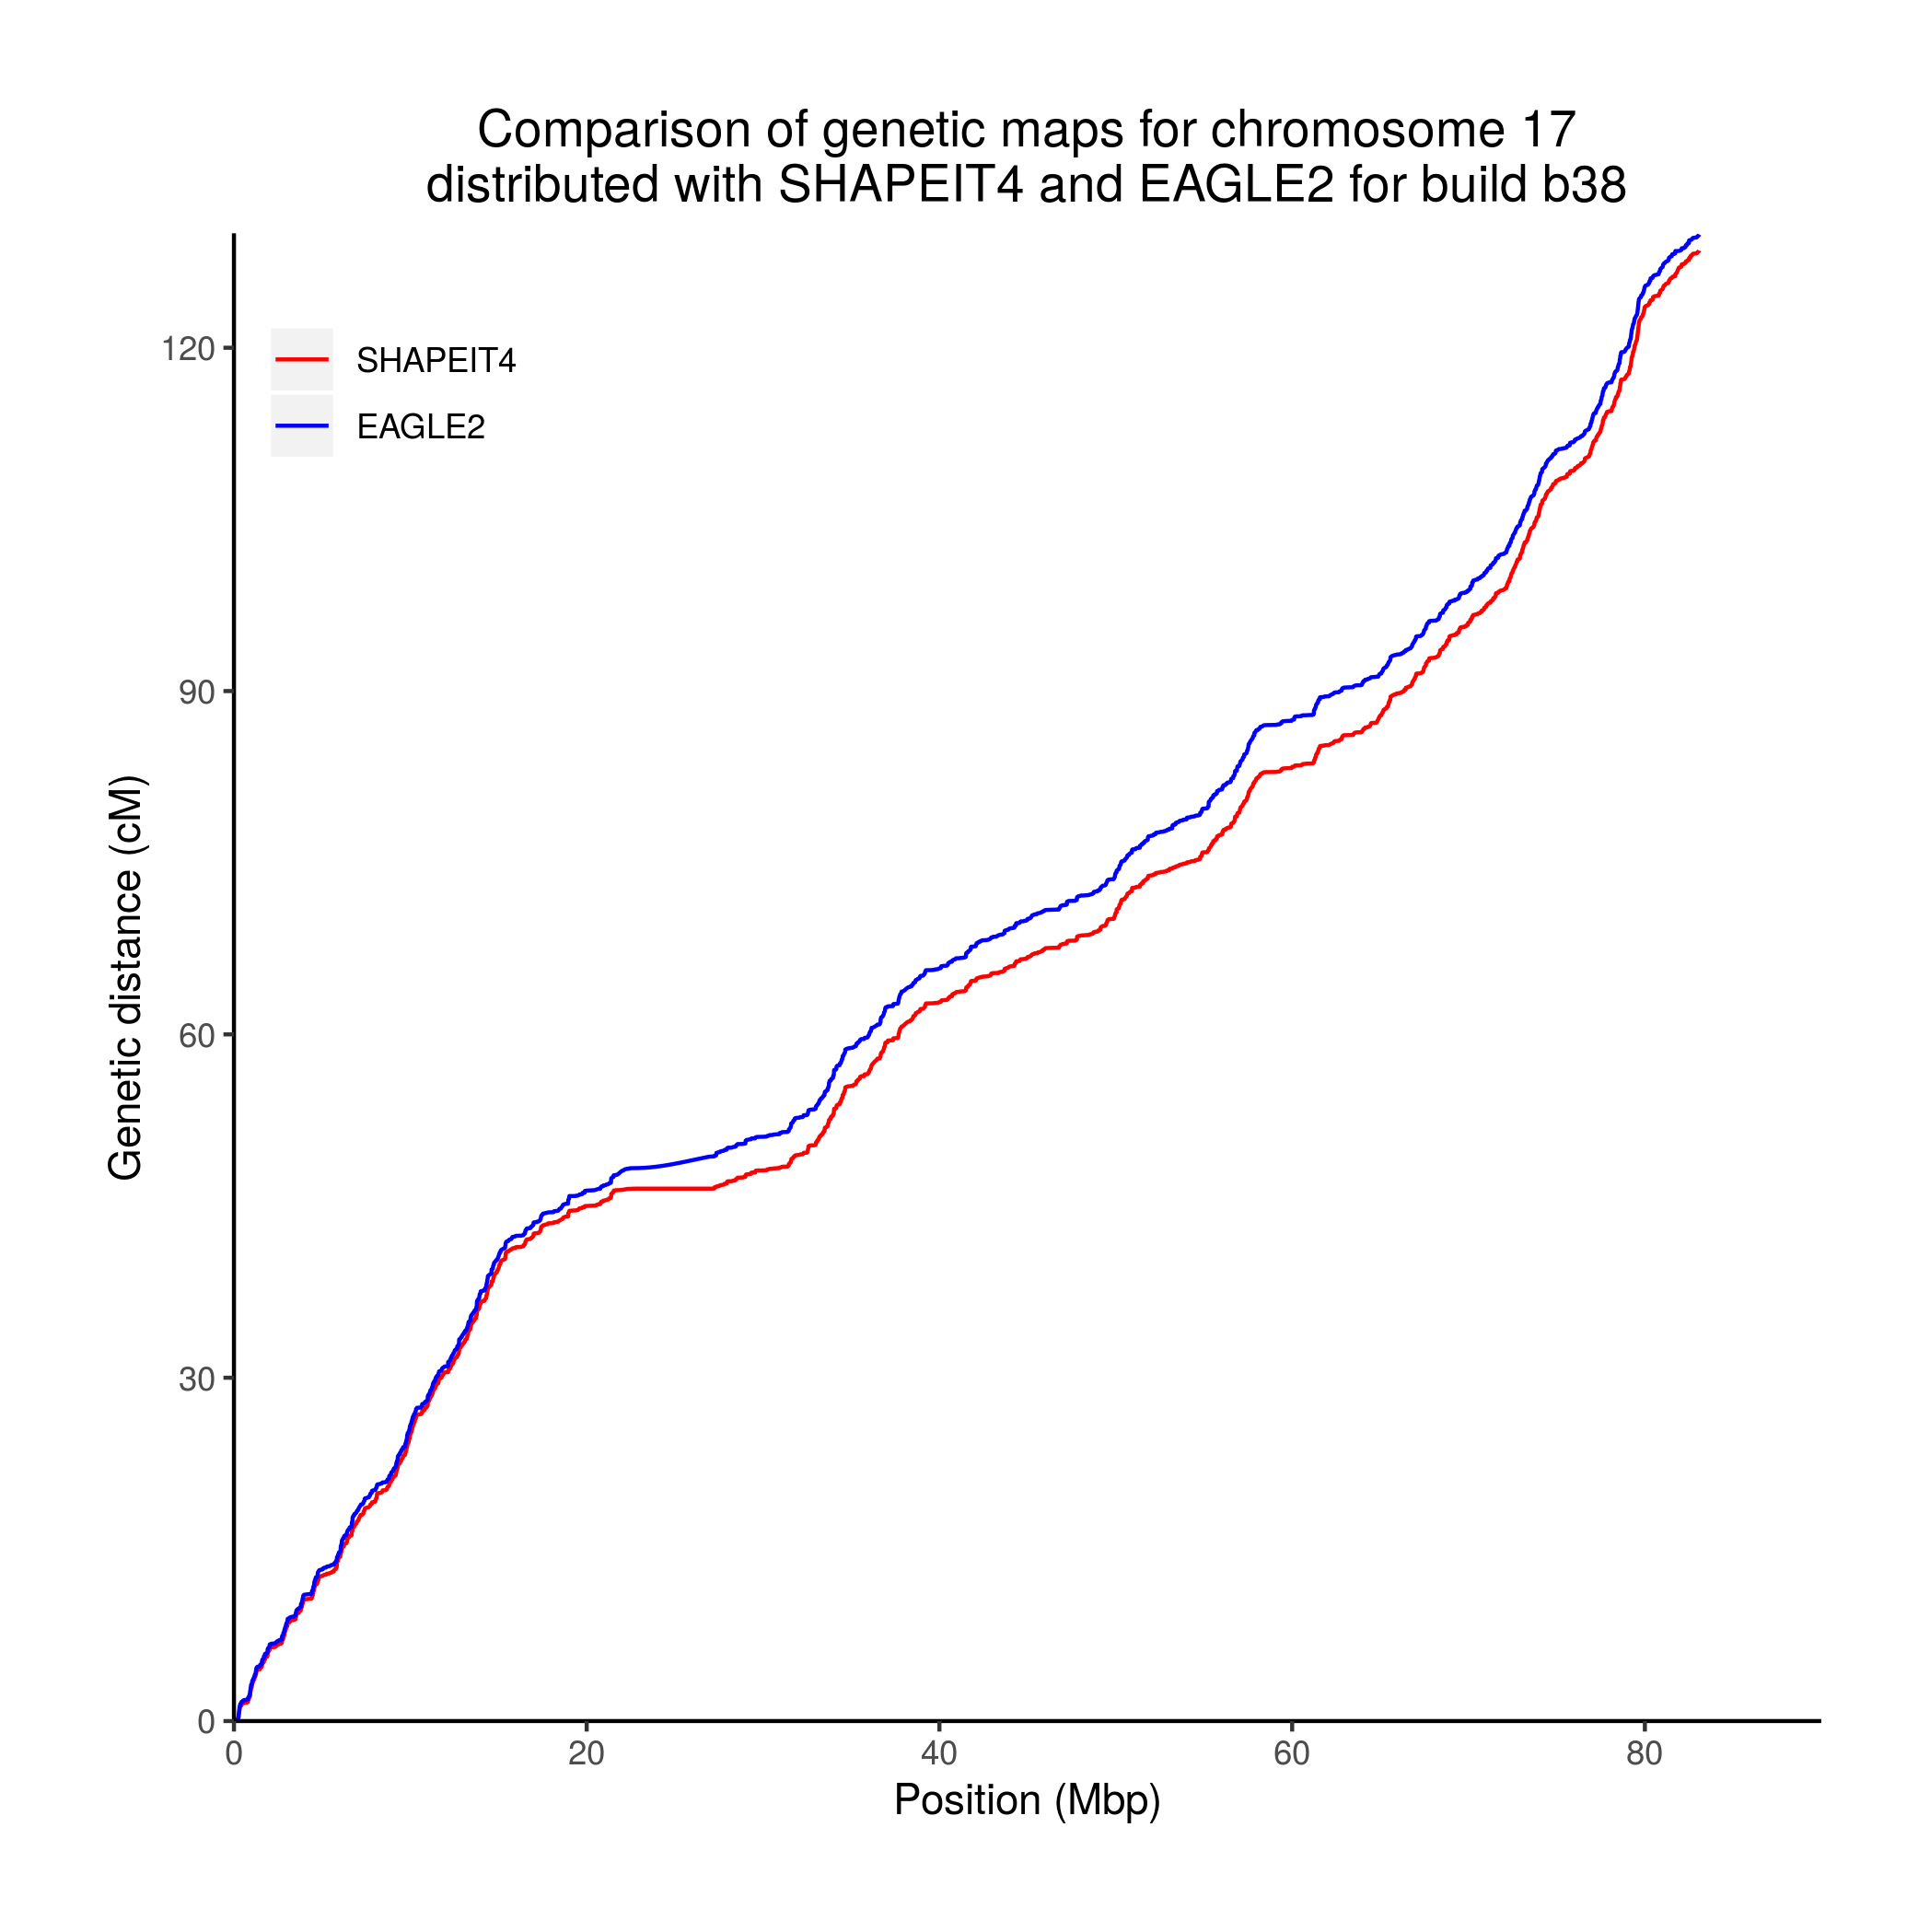 Comparison of genetic maps for chromosome 17
distributed with SHAPEIT4 and EAGLE2 for build b38
SHAPEIT4
EAGLE2
Genetic distance (cM)
120
90
60
30
0
0 20 40 60 80
Position (Mbp)